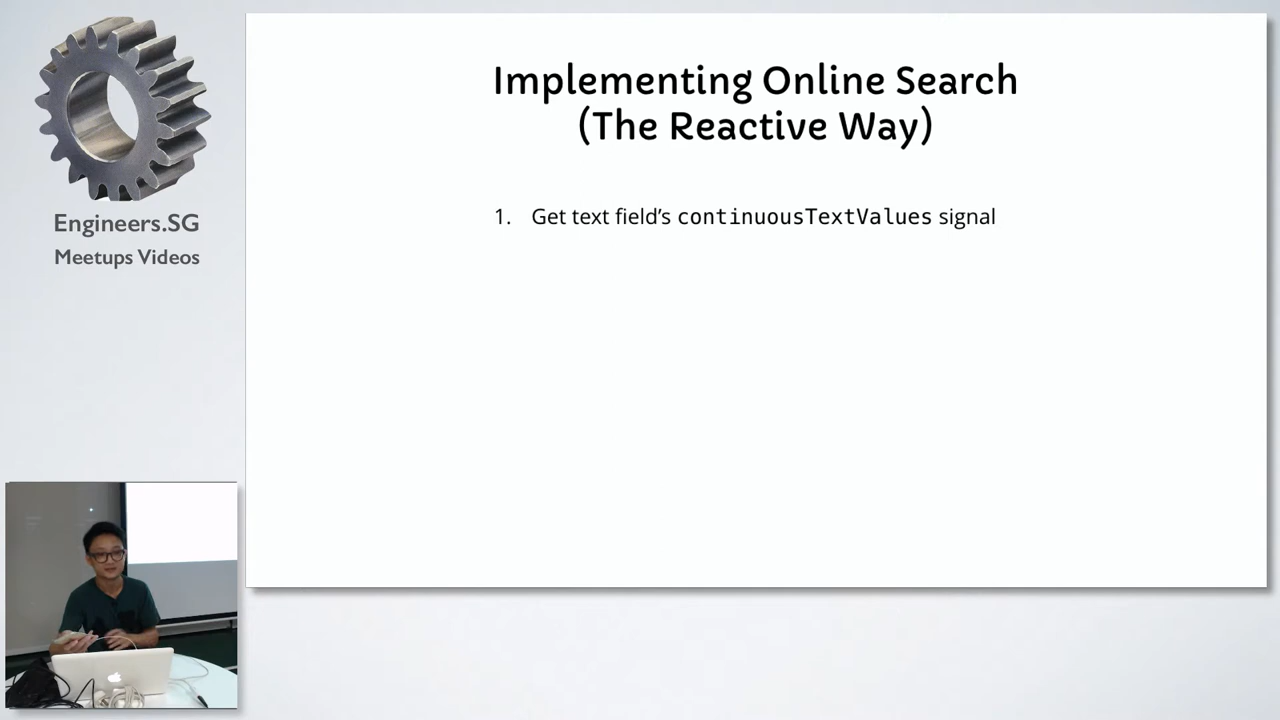 Engineers.SG
Meetups Videos
Implementing Online Search
(The Reactive Way)
1. Get text field’s continuousTextValues signal